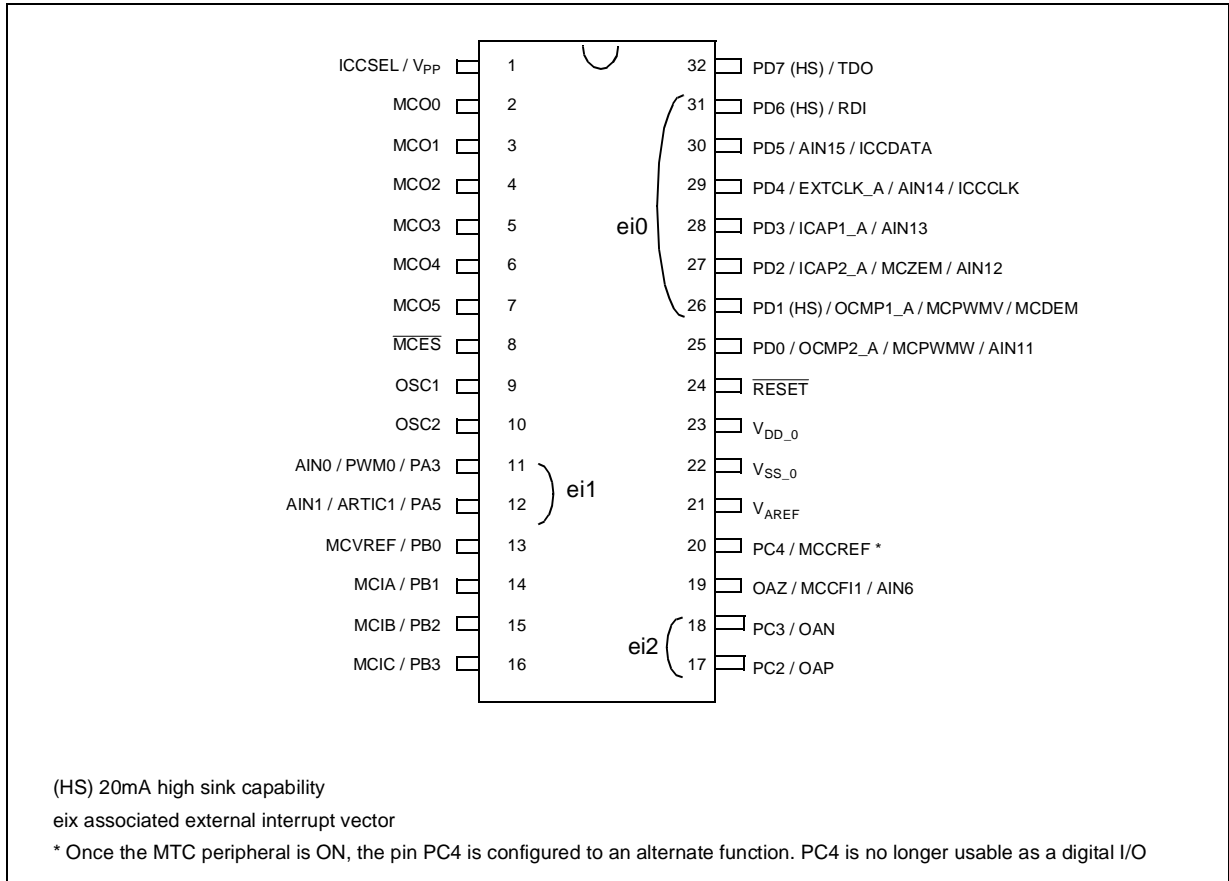 ICCSEL / VPP 1 32 PD7 (HS) / TDO
MCO0 2 31 PD6 (HS) / RDI
MCO1 3 30 PD5 / AIN15 / ICCDATA
MCO2 4 29 PD4 / EXTCLK_A / AIN14 / ICCCLK
MCO3 5 ei0 28 PD3 / ICAP1_A / AIN13
MCO4 6 27 PD2 / ICAP2_A / MCZEM / AIN12
MCO5 7 26 PD1 (HS) / OCMP1_A / MCPWMV / MCDEM
MCES 8 25 PD0 / OCMP2_A / MCPWMW / AIN11
OSC1 9 24 RESET
OSC2 10 23 VDD_0
AIN0 / PWM0 / PA3 11 22 VSS_0
ei1
AIN1 / ARTIC1 / PA5 12 21 VAREF
MCVREF / PB0 13 20 PC4 / MCCREF *
MCIA / PB1 14 19 OAZ / MCCFI1 / AIN6
MCIB / PB2 15 18 PC3 / OAN
ei2
MCIC / PB3 16 17 PC2 / OAP
(HS) 20mA high sink capability
eix associated external interrupt vector
* Once the MTC peripheral is ON, the pin PC4 is configured to an alternate function. PC4 is no longer usable as a digital I/O